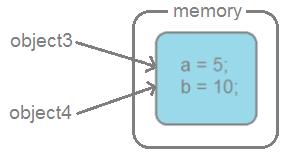 memory
object3
a = 5;
b = 10;
object4